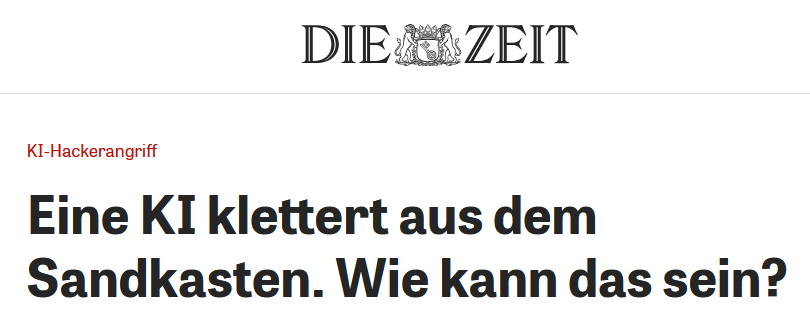 DIE ZEIT
KI-Hackerangriff
Eine KI klettert aus dem
Sandkasten. Wie kann das sein?